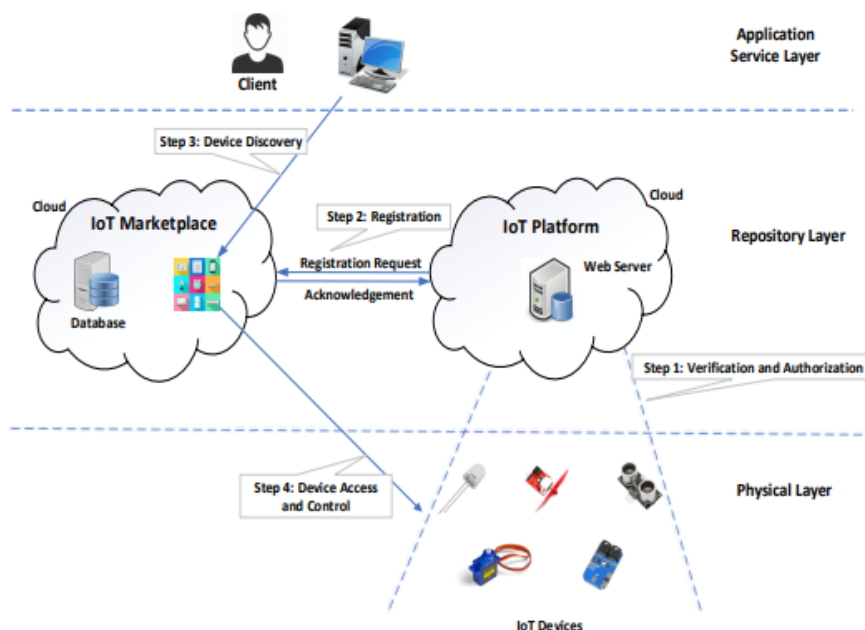 Application
Service Layer
Client
Step 3: Device Discovery
Cloud
IoT Marketplace
Database
Step 2: Registration
Registration Request
Acknowledgement
Cloud
IoT Platform
Web Server
Repository Layer
Step 1: Verification and Authorization
Step 4: Device Access
and Control
Physical Layer
IoT Devices